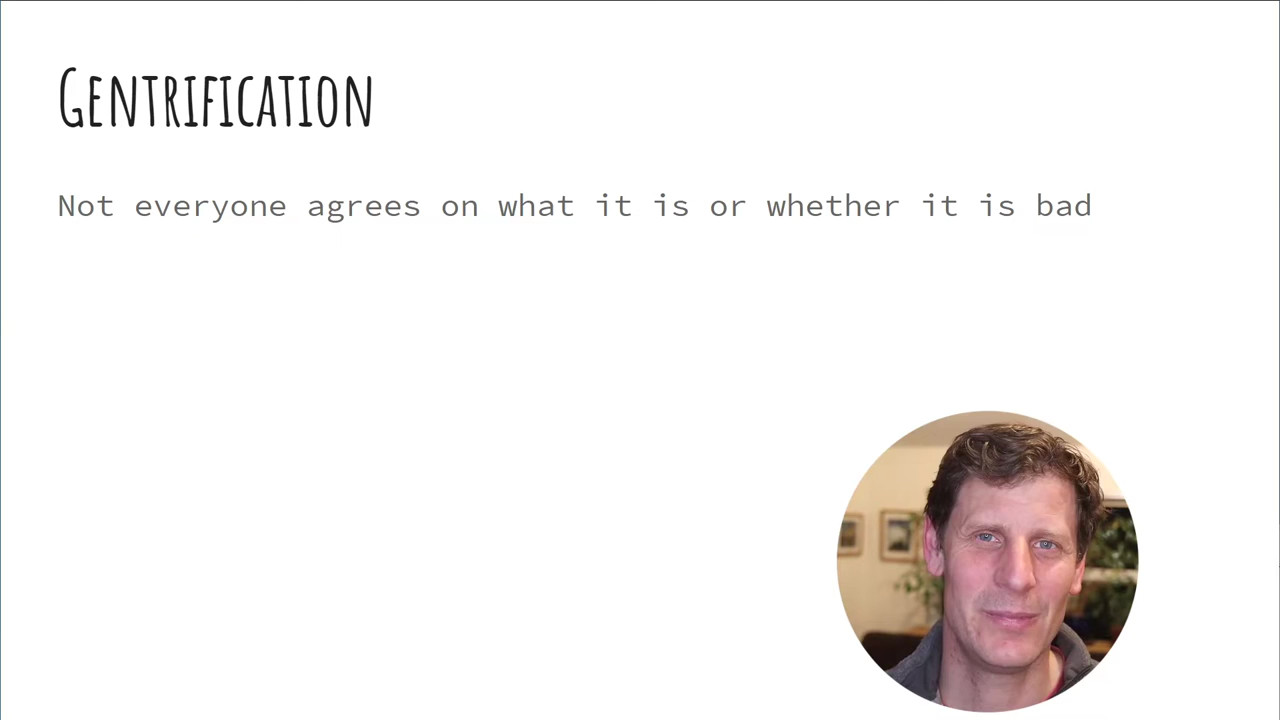 Gentrification
Not everyone agrees on what it is or whether it is bad